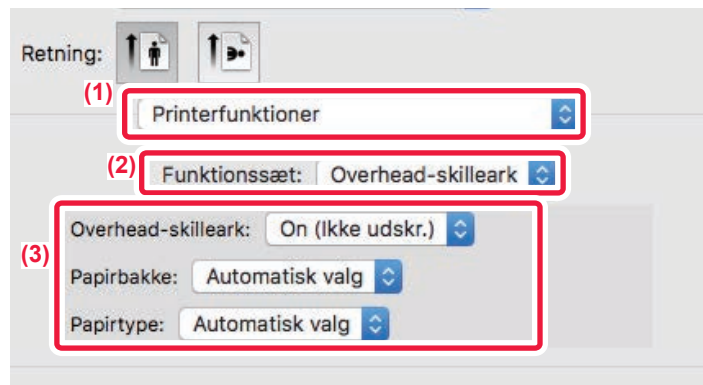 Retning:
(1)
Printerfunktioner
(2) Funktionssæt: Overhead-skilleark
(3)
Overhead-skilleark: On (Ikke udskr.)
Papirbakke: Automatisk valg
Papirtype: Automatisk valg